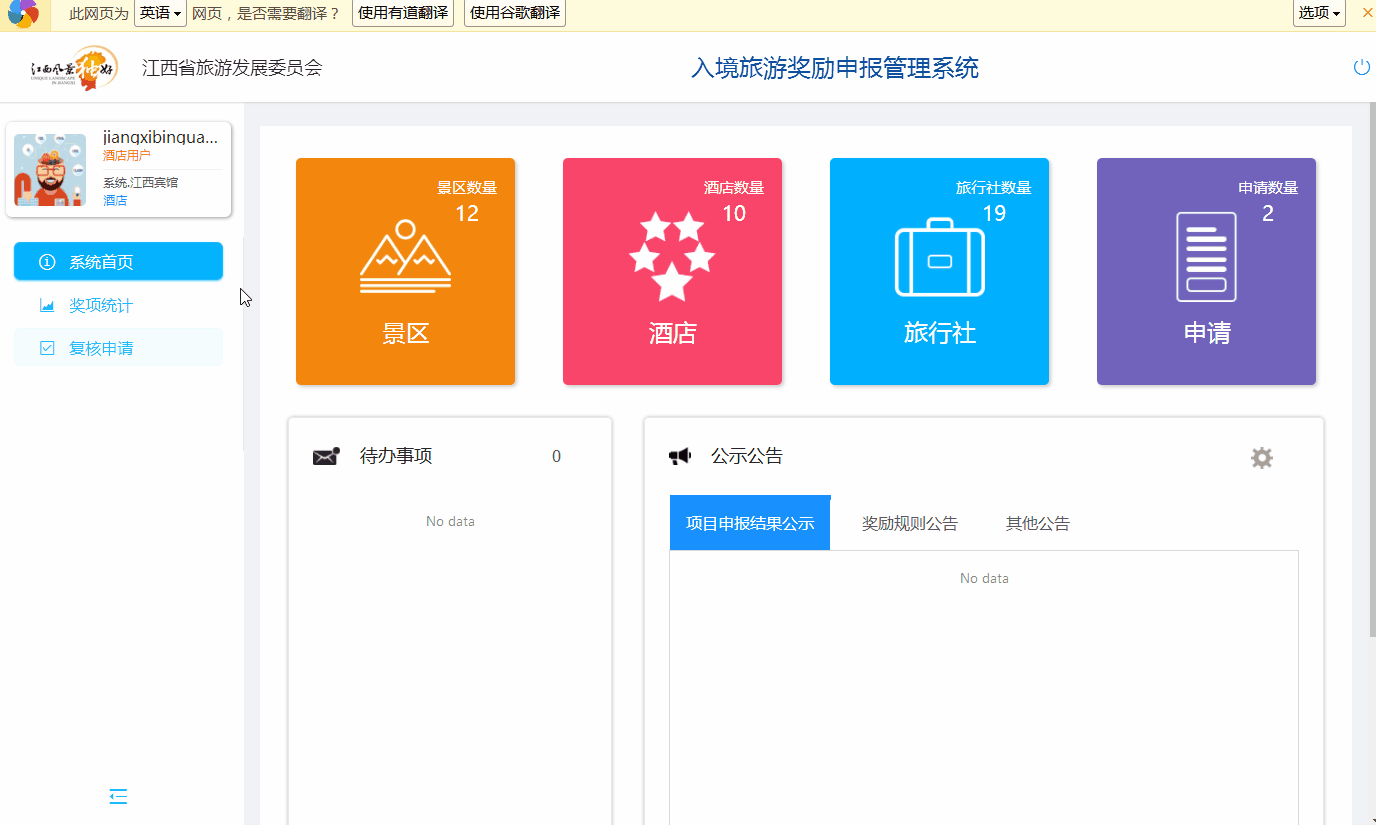 此网页为 英语 网页，是否需要翻译？ 使用有道翻译 使用谷歌翻译 选项
江西风景独好
UNIQUE LANDSCAPE
IN JIANGXI
江西省旅游发展委员会
入境旅游奖励申报管理系统
jiangxibingua...
酒店用户
系统.江西宾馆
酒店
系统首页
奖项统计
复核申请
景区数量
12
景区
酒店数量
10
酒店
旅行社数量
19
旅行社
申请数量
2
申请
待办事项 0
No data
公示公告
项目申报结果公示 奖励规则公告 其他公告
No data